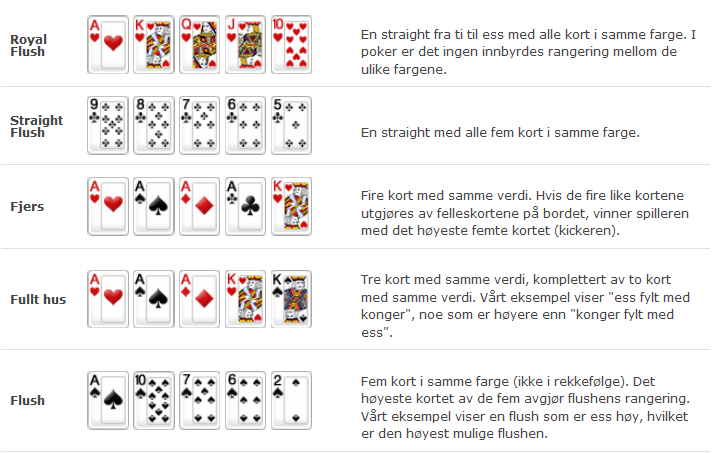 Royal
Flush
A K Q J 10
En straight fra ti til ess med alle kort i samme farge. I
poker er det ingen innbyrdes rangering mellom de
ulike fargene.
Straight
Flush
9 8 7 6 5
En straight med alle fem kort i samme farge.
Fjers
A A A A K
Fire kort med samme verdi. Hvis de fire like kortene
utgjøres av felleskortene på bordet, vinner spilleren
med det høyeste femte kortet (kickeren).
Fullt hus
A A A K K
Tre kort med samme verdi, komplettert av to kort
med samme verdi. Vårt eksempel viser "ess fylt med
konger", noe som er høyere enn "konger fylt med
ess".
Flush
A 10 7 6 2
Fem kort i samme farge (ikke i rekkefølge). Det
høyeste kortet av de fem avgjør flushens rangering.
Vårt eksempel viser en flush som er ess høy, hvilket
er den høyest mulige flushen.